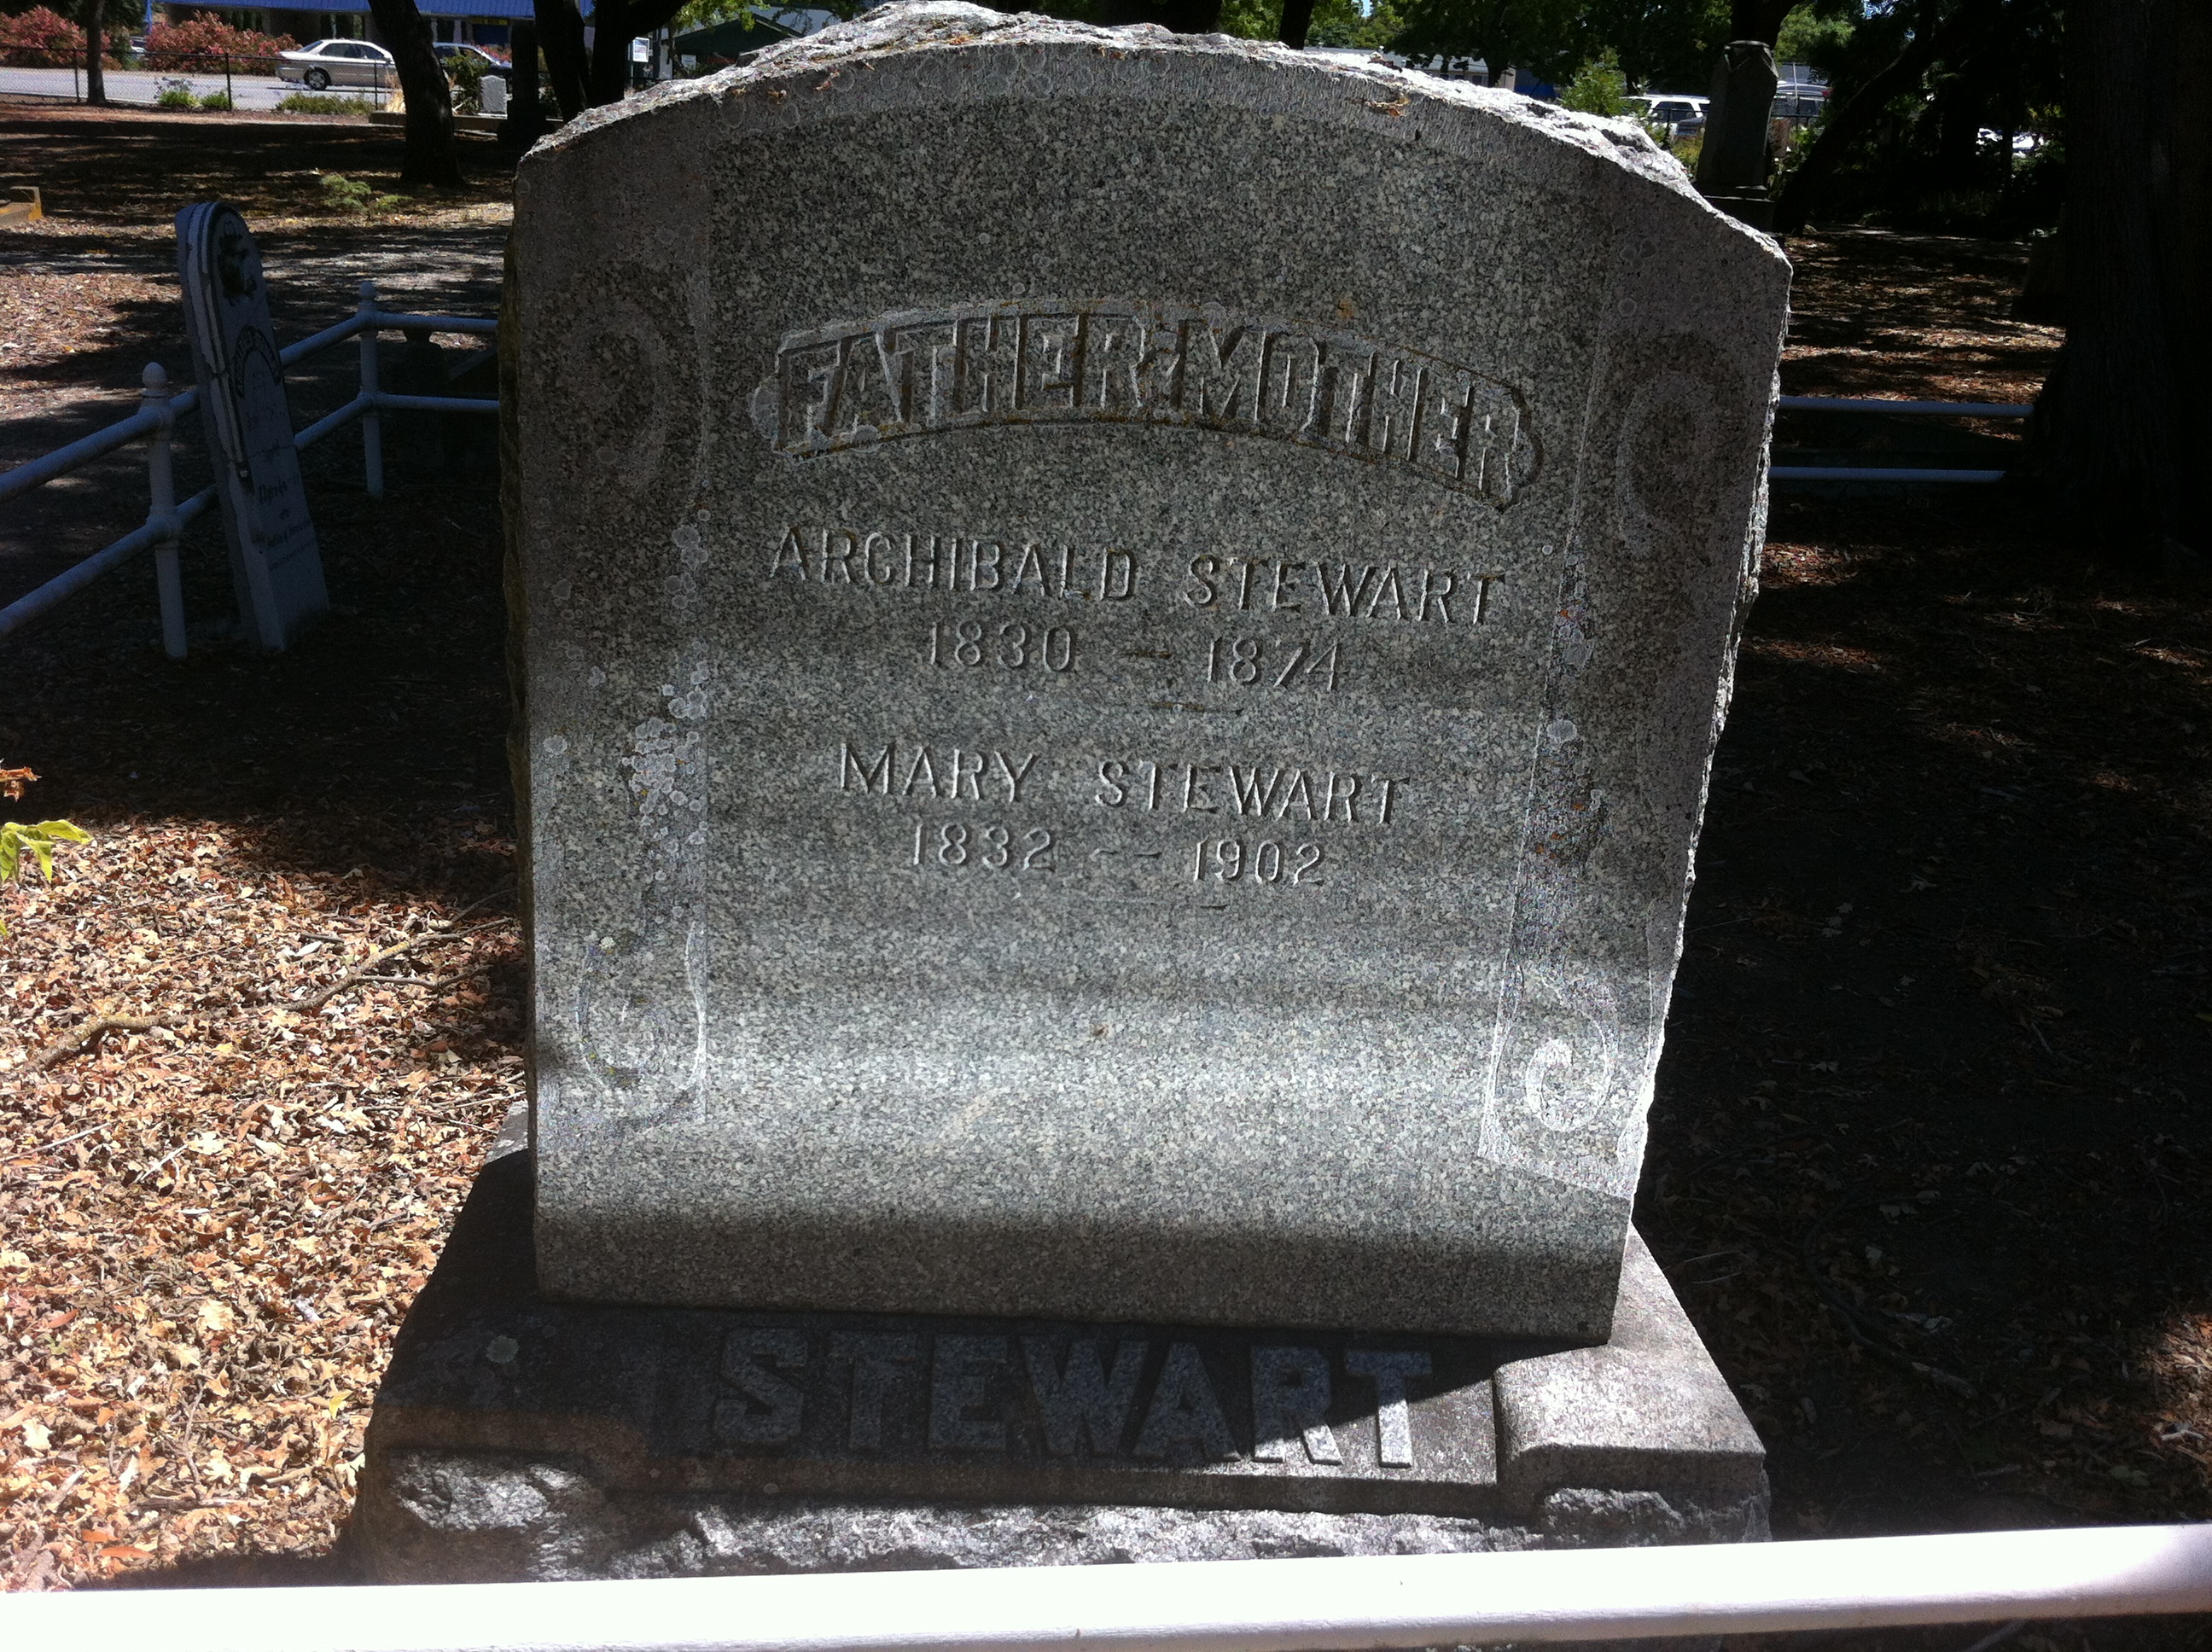 FATHER-MOTHER
ARCHIBALD STEWART
1830 - 1874
MARY STEWART
1832 -- 1902
STEWART